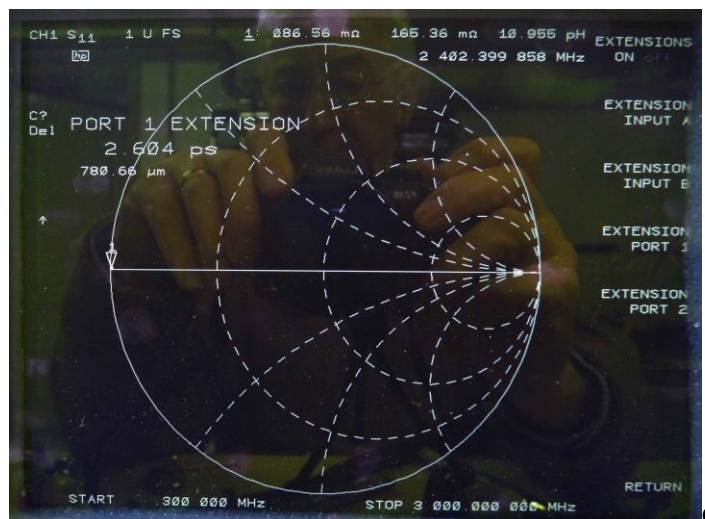 CH1 S11 1 U FS 1: 086.56 mΩ 165.36 mΩ 10.955 pH
hp
2 402.399 858 MHz
EXTENSIONS
ON off
C?
Del
PORT 1 EXTENSION
2.604 ps
780.66 µm
↑
EXTENSION
INPUT A
EXTENSION
INPUT B
EXTENSION
PORT 1
EXTENSION
PORT 2
RETURN
START .300 000 MHz STOP 3 000.000 000 MHz